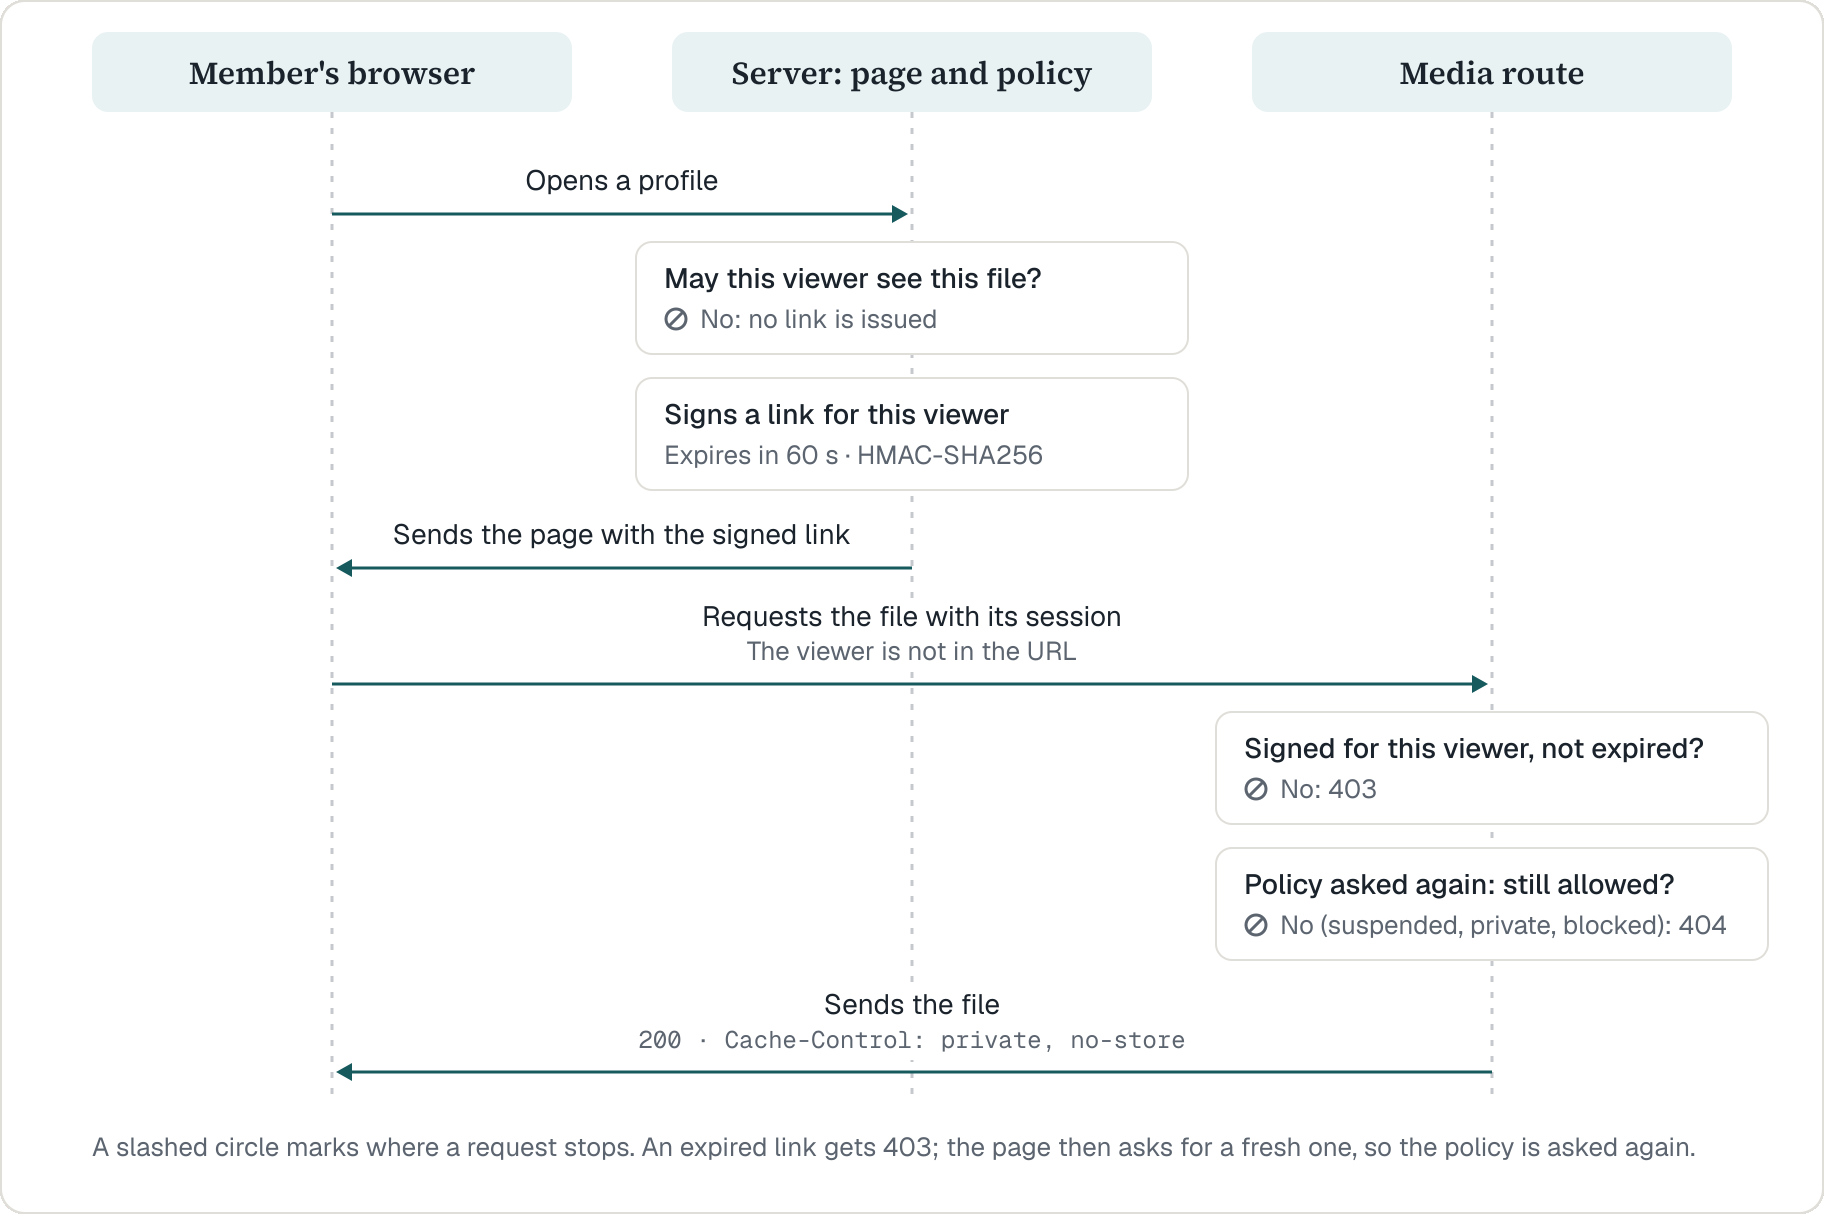 Member's browser
Server: page and policy
Media route
Opens a profile
May this viewer see this file?
No: no link is issued
Signs a link for this viewer
Expires in 60 s · HMAC-SHA256
Sends the page with the signed link
Requests the file with its session
The viewer is not in the URL
Signed for this viewer, not expired?
No: 403
Policy asked again: still allowed?
No (suspended, private, blocked): 404
Sends the file
200 · Cache-Control: private, no-store
A slashed circle marks where a request stops. An expired link gets 403; the page then asks for a fresh one, so the policy is asked again.